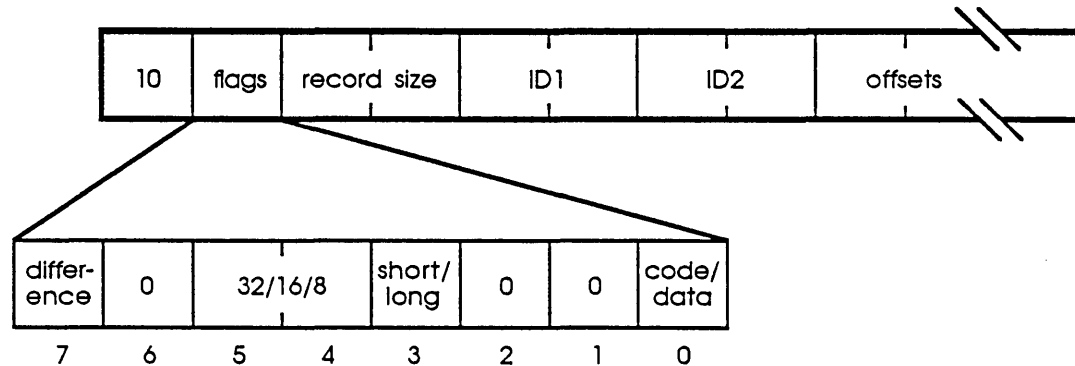 10 flags record size ID1 ID2 offsets
differ-
ence 0 32/16/8 short/
long 0 0 code/
data
7 6 5 4 3 2 1 0